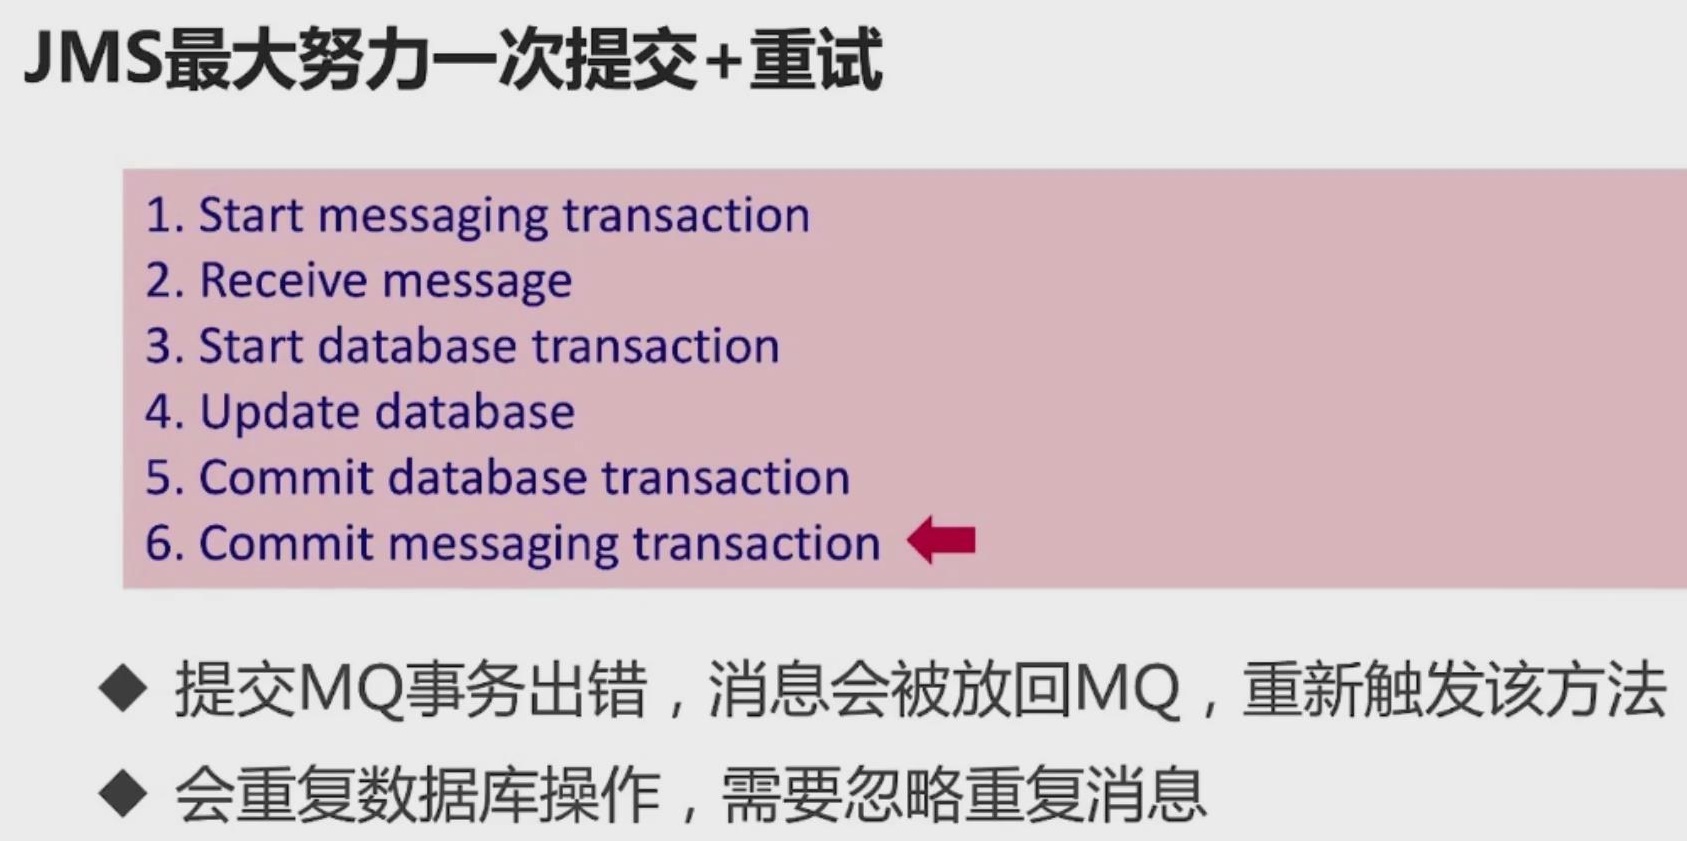 JMS最大努力一次提交+重试
1. Start messaging transaction
2. Receive message
3. Start database transaction
4. Update database
5. Commit database transaction
6. Commit messaging transaction
◆ 提交MQ事务出错，消息会被放回MQ，重新触发该方法
◆ 会重复数据库操作，需要忽略重复消息